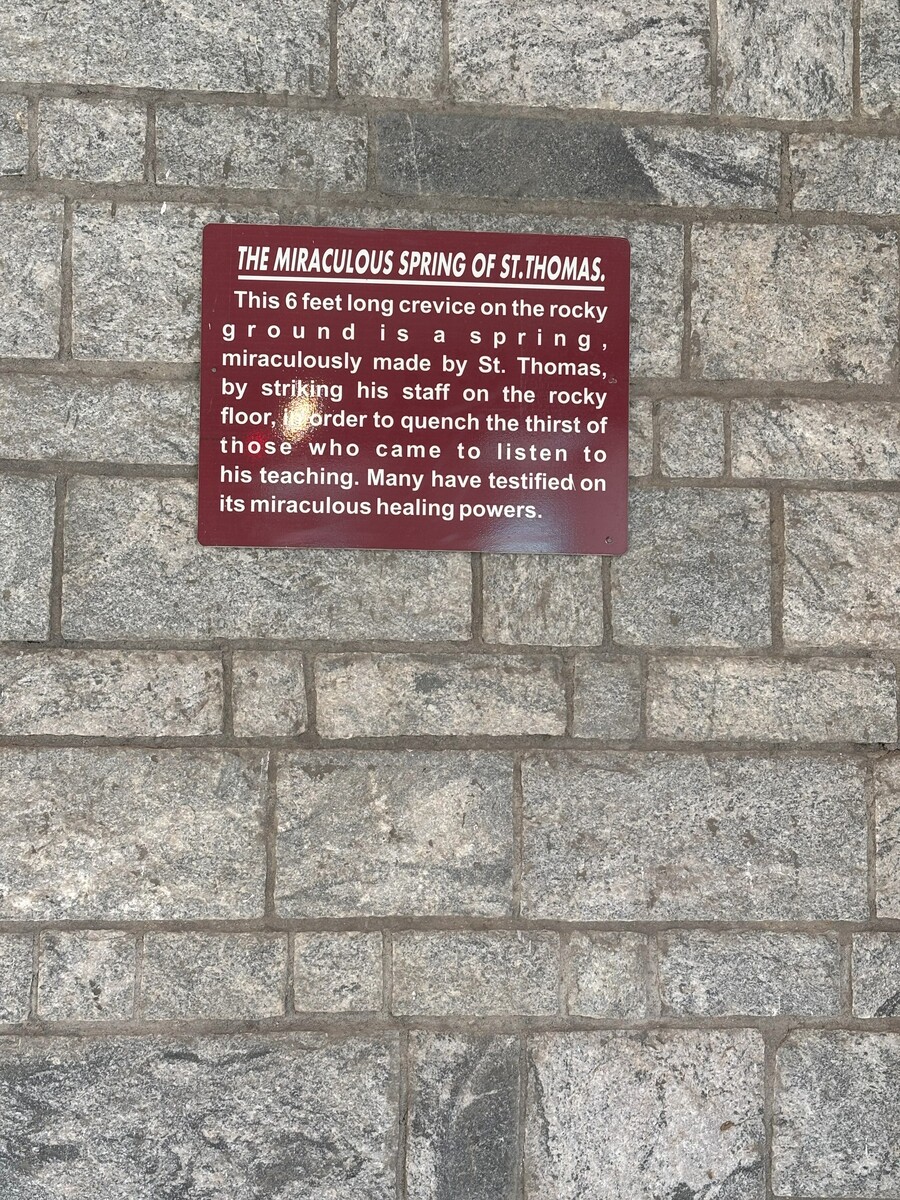 THE MIRACULOUS SPRING OF ST.THOMAS.
This 6 feet long crevice on the rocky
ground is a spring,
miraculously made by St. Thomas,
by striking his staff on the rocky
floor, in order to quench the thirst of
those who came to listen to
his teaching. Many have testified on
its miraculous healing powers.